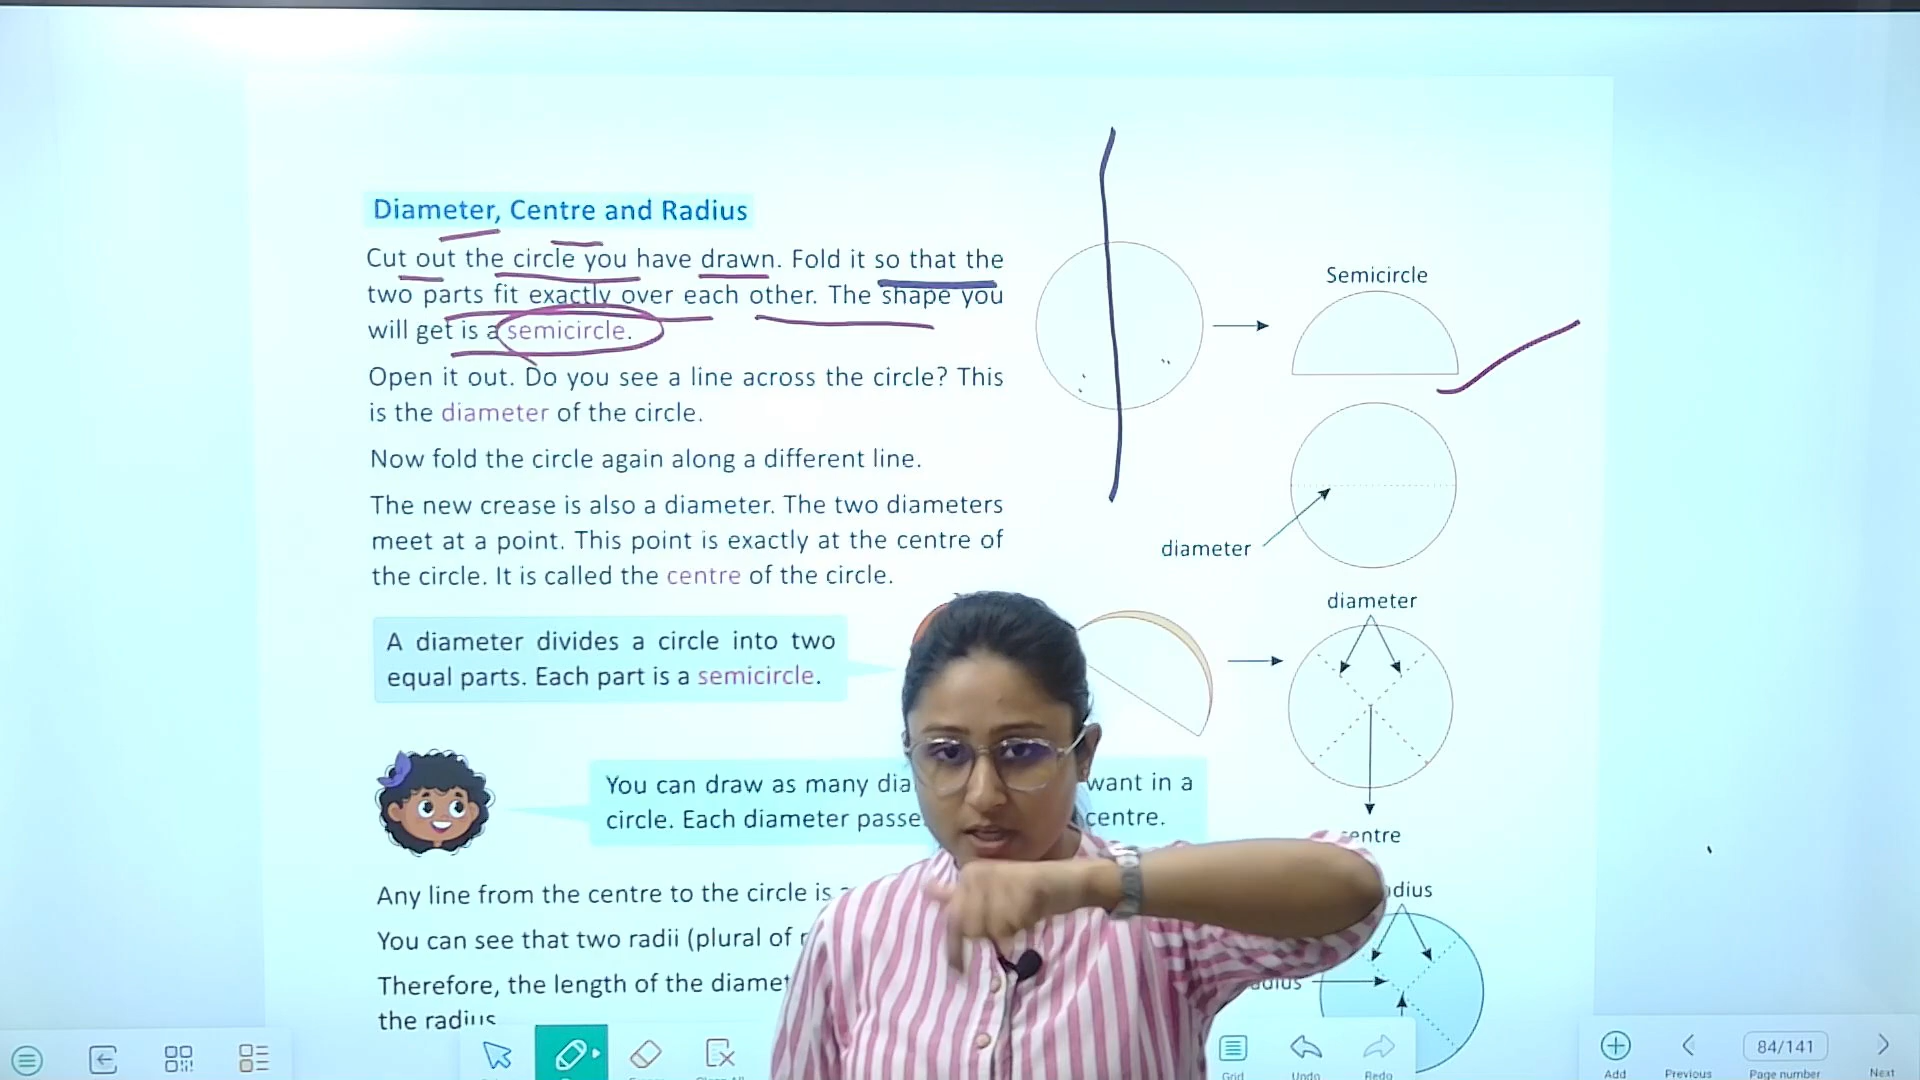 Diameter, Centre and Radius
Cut out the circle you have drawn. Fold it so that the
two parts fit exactly over each other. The shape you
will get is a semicircle.
Open it out. Do you see a line across the circle? This
is the diameter of the circle.
Now fold the circle again along a different line.
The new crease is also a diameter. The two diameters
meet at a point. This point is exactly at the centre of
the circle. It is called the centre of the circle.
A diameter divides a circle into two
equal parts. Each part is a semicircle.
You can draw as many dia want in a
circle. Each diameter passe centre.
Any line from the centre to the circle is
You can see that two radii (plural of
Therefore, the length of the diamet
the radius
Semicircle
diameter
diameter
entre
dius
adius
Grid
Undo
Redo
Add
Previous
84/141
Page number
Next